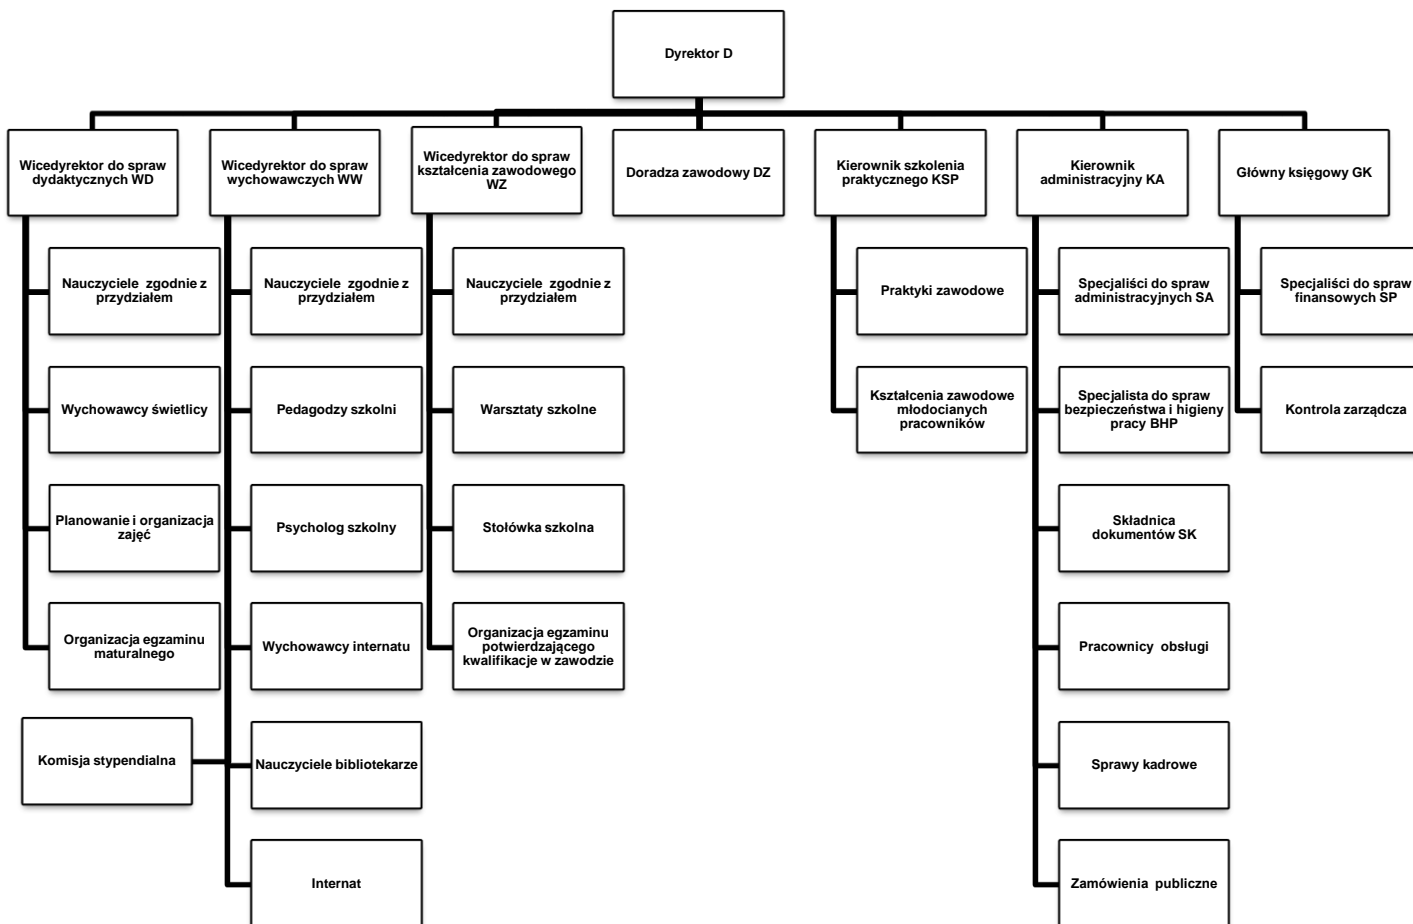 Dyrektor D
Wicedyrektor do spraw
dydaktycznych WD
Wicedyrektor do spraw
wychowawczych WW
Wicedyrektor do spraw
kształcenia zawodowego
WZ
Doradza zawodowy DZ
Kierownik szkolenia
praktycznego KSP
Kierownik
administracyjny KA
Główny księgowy GK
Nauczyciele zgodnie z
przydziałem
Nauczyciele zgodnie z
przydziałem
Nauczyciele zgodnie z
przydziałem
Praktyki zawodowe
Specjaliści do spraw
administracyjnych SA
Specjaliści do spraw
finansowych SP
Wychowawcy świetlicy
Pedagodzy szkolni
Warsztaty szkolne
Kształcenia zawodowe
młodocianych
pracowników
Specjalista do spraw
bezpieczeństwa i higieny
pracy BHP
Kontrola zarządcza
Planowanie i organizacja
zajęć
Psycholog szkolny
Stołówka szkolna
Składnica
dokumentów SK
Organizacja egzaminu
maturalnego
Wychowawcy internatu
Organizacja egzaminu
potwierdzającego
kwalifikacje w zawodzie
Pracownicy obsługi
Komisja stypendialna
Nauczyciele bibliotekarze
Sprawy kadrowe
Internat
Zamówienia publiczne